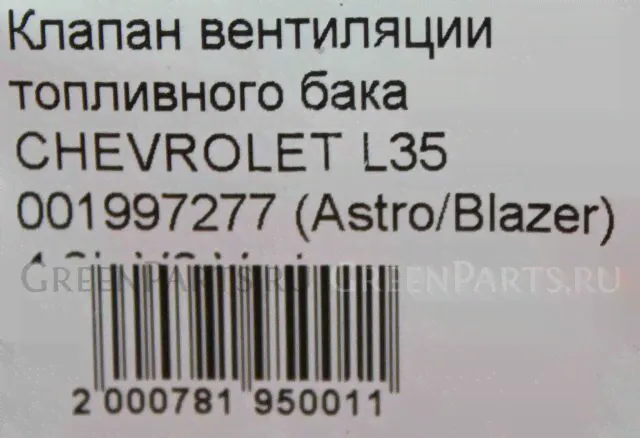 Клапан вентиляции
топливного бака
CHEVROLET L35
001997277 (Astro/Blazer)
GREENPARTS.RU GREENPARTS.RU
2 000781 950011